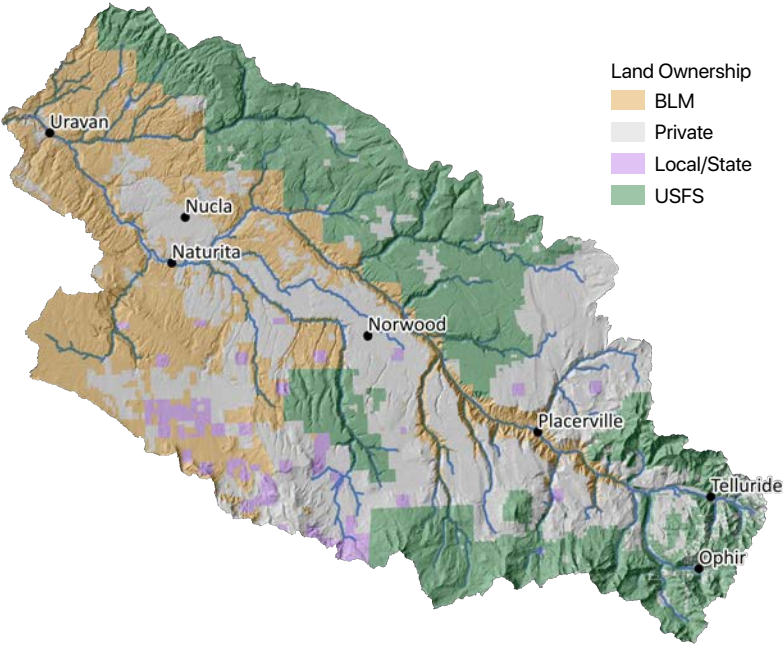 Land Ownership
BLM
Private
Local/State
USFS
Uravan
Nucla
Naturita
Norwood
Placerville
Telluride
Ophir